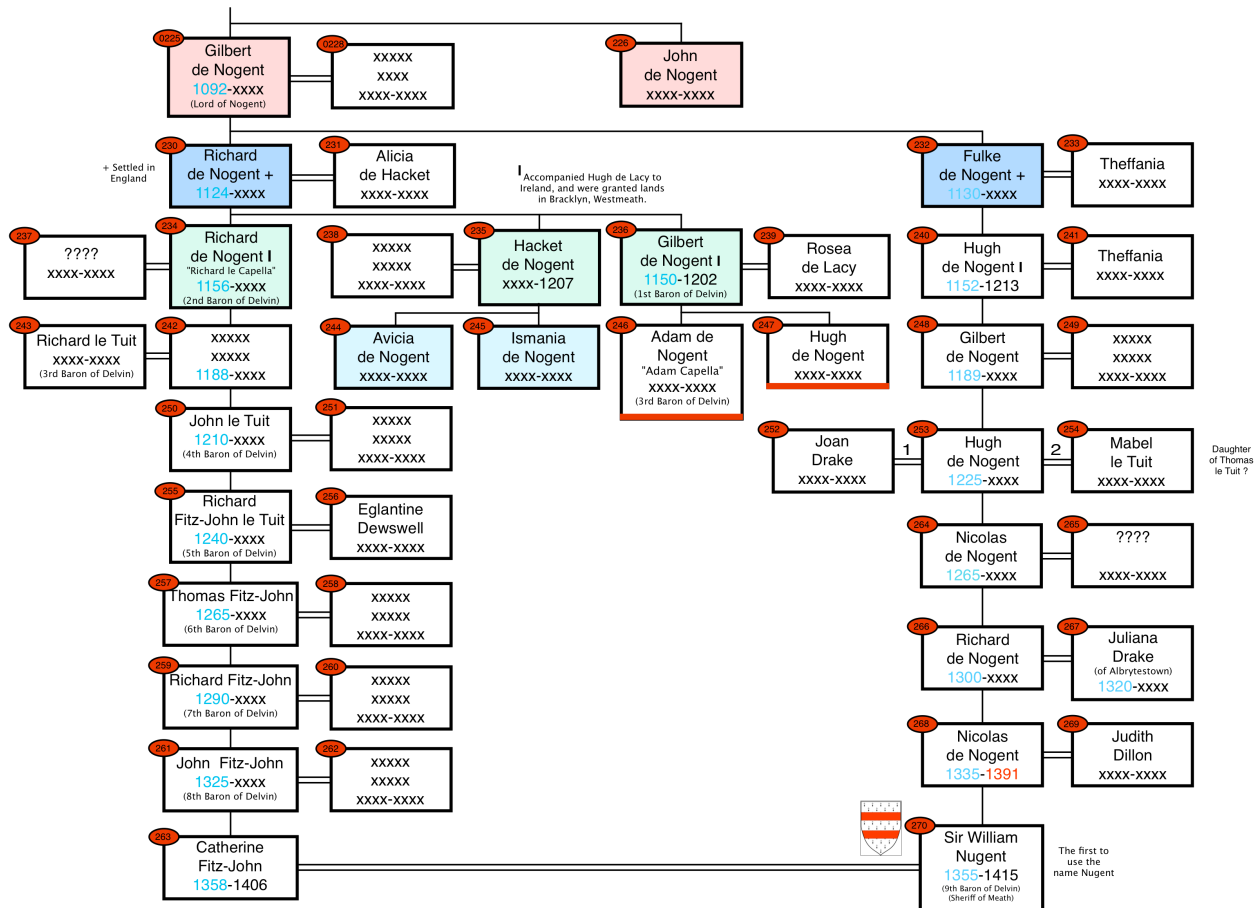 0225
Gilbert
de Nogent
1092-xxxx
(Lord of Nogent)
0228
xxxxx
xxxx
xxxx-xxxx
226
John
de Nogent
xxxx-xxxx
+ Settled in
England
230
Richard
de Nogent +
1124-xxxx
231
Alicia
de Hacket
xxxx-xxxx
I Accompanied Hugh de Lacy to
Ireland, and were granted lands
in Bracklyn, Westmeath.
232
Fulke
de Nogent +
1130-xxxx
233
Theffania
xxxx-xxxx
237
????
xxxx-xxxx
234
Richard
de Nogent I
"Richard le Capella"
1156-xxxx
(2nd Baron of Delvin)
238
xxxxx
xxxxx
xxxx-xxxx
235
Hacket
de Nogent
xxxx-1207
236
Gilbert
de Nogent I
1150-1202
(1st Baron of Delvin)
239
Rosea
de Lacy
xxxx-xxxx
240
Hugh
de Nogent I
1152-1213
241
Theffania
xxxx-xxxx
243
Richard le Tuit
xxxx-xxxx
(3rd Baron of Delvin)
242
xxxxx
xxxxx
1188-xxxx
244
Avicia
de Nogent
xxxx-xxxx
245
Ismania
de Nogent
xxxx-xxxx
246
Adam de
Nogent
"Adam Capella"
xxxx-xxxx
(3rd Baron of Delvin)
247
Hugh
de Nogent
xxxx-xxxx
248
Gilbert
de Nogent
1189-xxxx
249
xxxxx
xxxxx
xxxx-xxxx
250
John le Tuit
1210-xxxx
(4th Baron of Delvin)
251
xxxxx
xxxxx
xxxx-xxxx
252
Joan
Drake
xxxx-xxxx
1
253
Hugh
de Nogent
1225-xxxx
2
254
Mabel
le Tuit
xxxx-xxxx
Daughter
of Thomas
le Tuit ?
255
Richard
Fitz-John le Tuit
1240-xxxx
(5th Baron of Delvin)
256
Eglantine
Dewswell
xxxx-xxxx
264
Nicolas
de Nogent
1265-xxxx
265
????
xxxx-xxxx
257
Thomas Fitz-John
1265-xxxx
(6th Baron of Delvin)
258
xxxxx
xxxxx
xxxx-xxxx
266
Richard
de Nogent
1300-xxxx
267
Juliana
Drake
(of Albrytestown)
1320-xxxx
259
Richard Fitz-John
1290-xxxx
(7th Baron of Delvin)
260
xxxxx
xxxxx
xxxx-xxxx
268
Nicolas
de Nogent
1335-1391
269
Judith
Dillon
xxxx-xxxx
261
John Fitz-John
1325-xxxx
(8th Baron of Delvin)
262
xxxxx
xxxxx
xxxx-xxxx
263
Catherine
Fitz-John
1358-1406
270
Sir William
Nugent
1355-1415
(9th Baron of Delvin)
(Sheriff of Meath)
The first to
use the
name Nugent